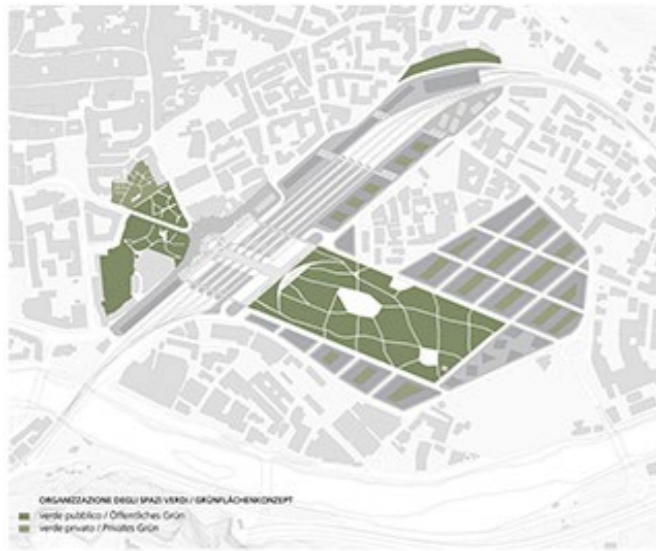 ORGANIZZAZIONE DEGLI SPAZI VERDI / GRÜNFLÄCHENKONZEPT
verde pubblico / Öffentliches Grün
verde privato / Privates Grün